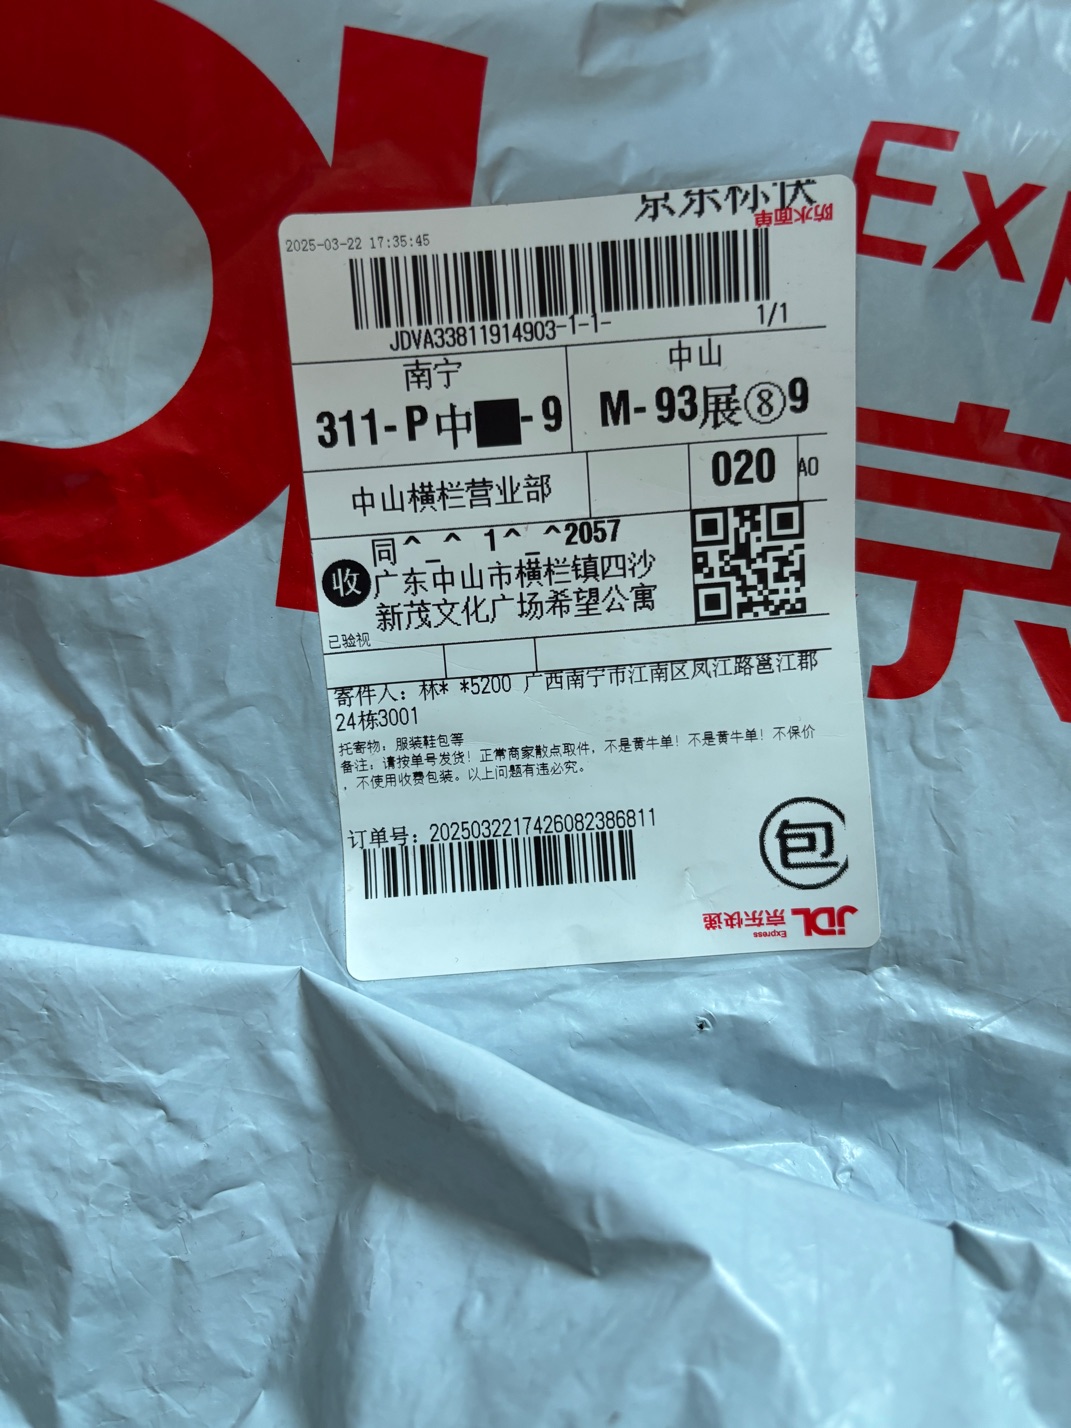 DL
Exp
京
京东标快
防水面单
2025-03-22 17:35:45
JDVA33811914903-1-1-
1/1
南宁
中山
311-P中■-9
M-93展⑧9
中山横栏营业部
020
A0
收
同^_^ 1^_^2057
广东中山市横栏镇四沙
新茂文化广场希望公寓
已验视
寄件人：林* *5200 广西南宁市江南区凤江路邕江郡
24栋3001
托寄物：服装鞋包等
备注：请按单号发货！正常商家散点取件，不是黄牛单！不是黄牛单！不保价
，不使用收费包装。以上问题有违必究。
订单号：2025032217426082386811
包
JDL 京东快递
Express